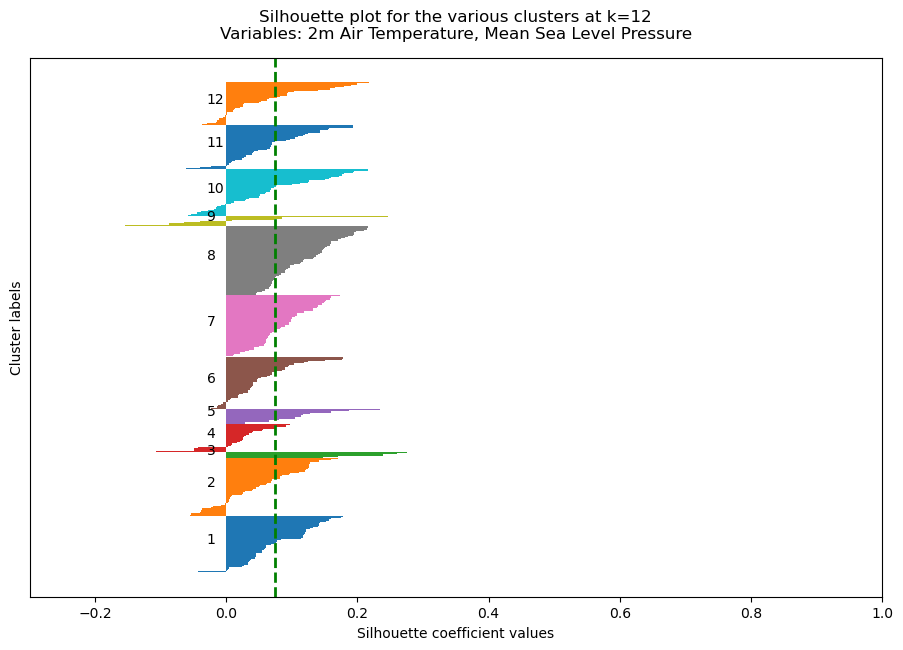 Silhouette plot for the various clusters at k=12
Variables: 2m Air Temperature, Mean Sea Level Pressure
12
11
10
9
8
7
6
5
4
3
2
1
Cluster labels
−0.2 0.0 0.2 0.4 0.6 0.8 1.0
Silhouette coefficient values